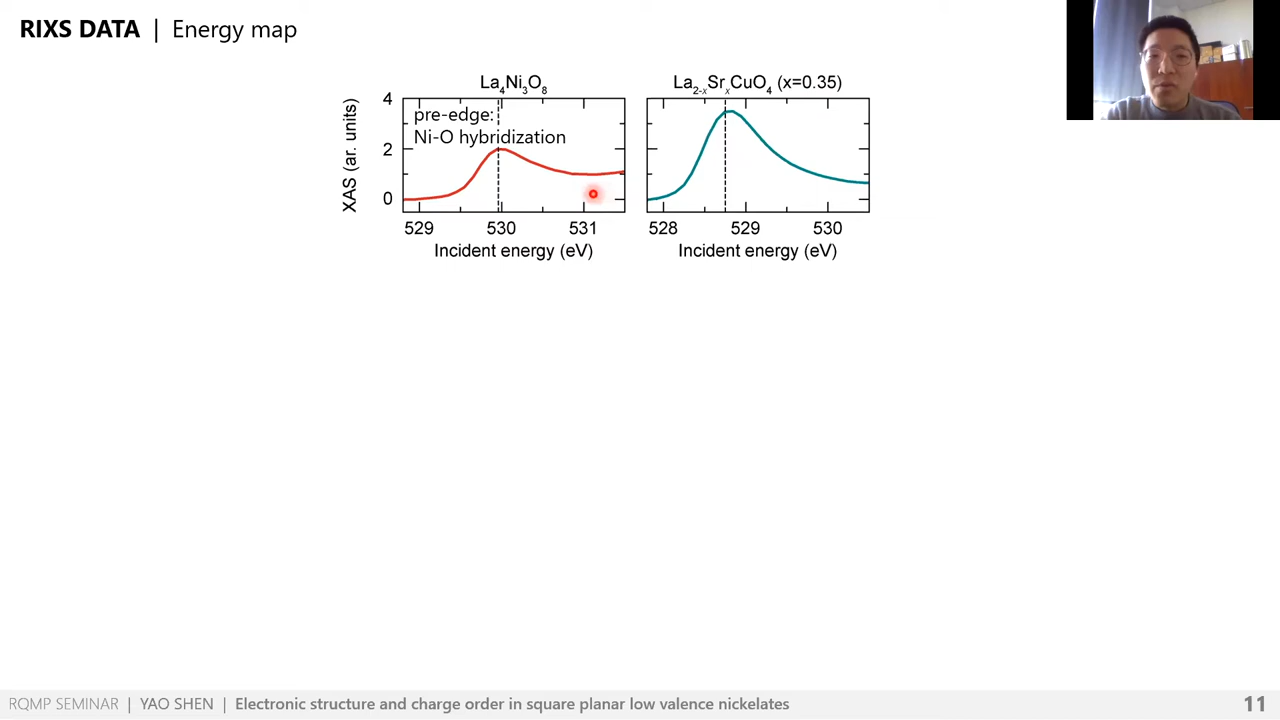 RIXS DATA | Energy map
La₄Ni₃O₈
La₂₋ₓSrₓCuO₄ (x=0.35)
XAS (ar. units)
4
2
0
pre-edge:
Ni-O hybridization
529 530 531
528 529 530
Incident energy (eV)
Incident energy (eV)
RQMP SEMINAR | YAO SHEN | Electronic structure and charge order in square planar low valence nickelates
11